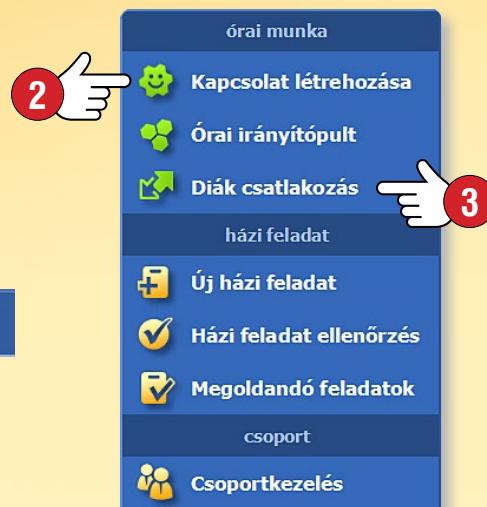 órai munka
2
Kapcsolat létrehozása
Órai irányítópult
Diák csatlakozás
3
házi feladat
Új házi feladat
Házi feladat ellenőrzés
Megoldandó feladatok
csoport
Csoportkezelés